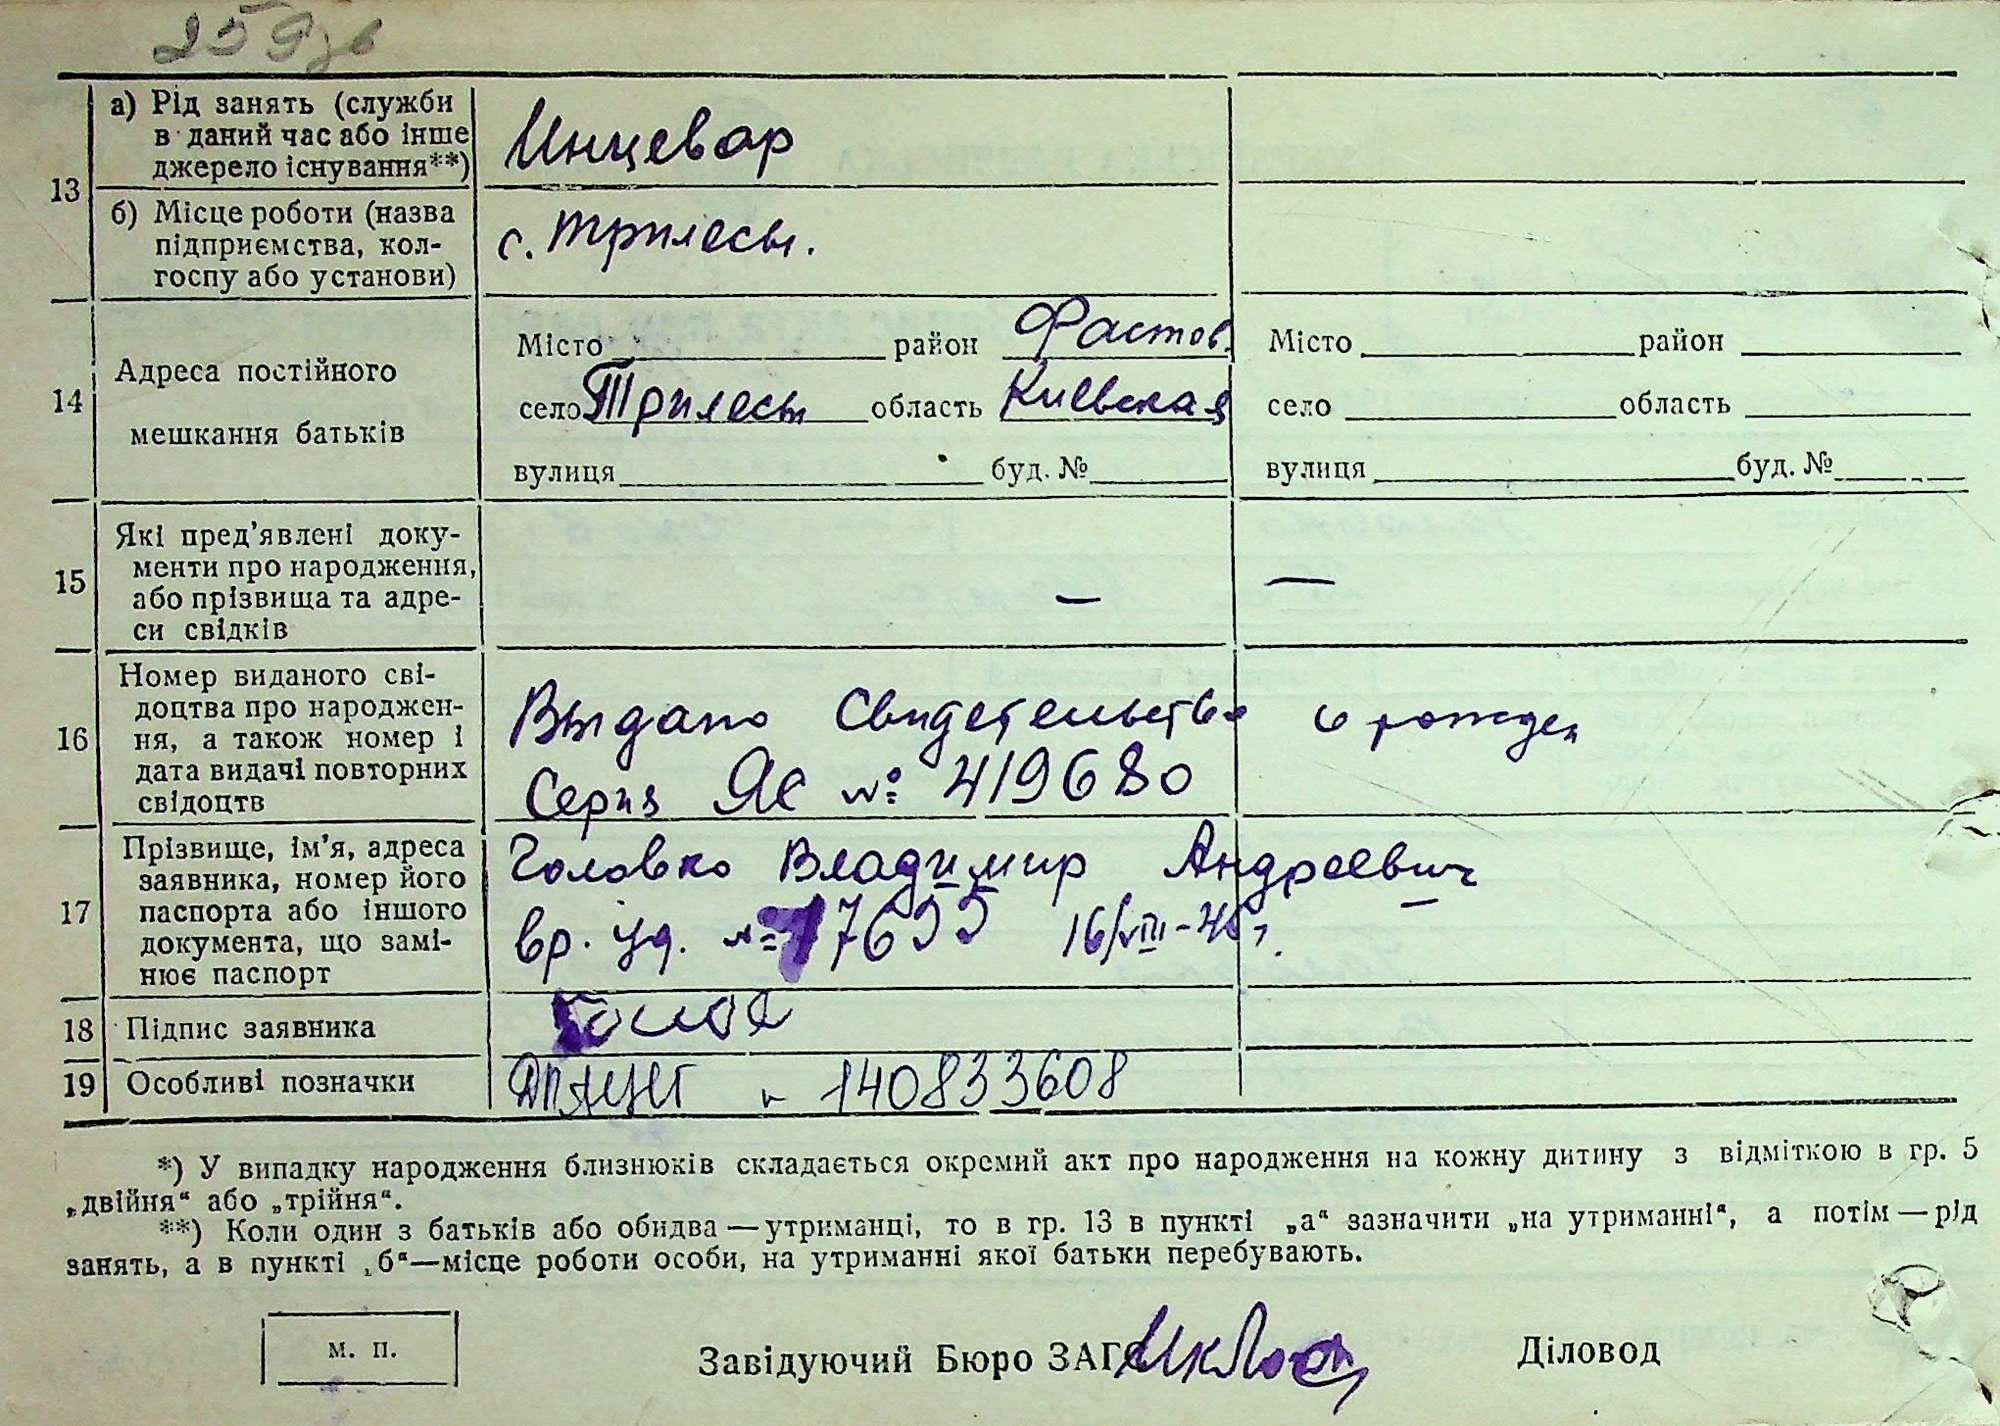 259зв
13 а) Рід занять (служби в даний час або інше джерело існування**) Инцевар
б) Місце роботи (назва підприємства, колгоспу або установи) с. Трилесы.
14 Адреса постійного мешкання батьків
Місто район Фастов. Місто район
село Трилесы область Киевская село область
вулиця буд. № вулиця буд. №
15 Які пред'явлені доку-
менти про народження,
або прізвища та адре-
си свідків — —
16 Номер виданого сві-
доцтва про народжен-
ня, а також номер і
дата видачі повторних
свідоцтв
Выдано Свидетельство о рожден
Серия ЯЄ № 419680
17 Прізвище, ім'я, адреса
заявника, номер його
паспорта або іншого
документа, що замі-
нює паспорт
Головко Владимир Андреевич
вр. уд. № 17655 16/VIII-46 г.
18 Підпис заявника
19 Особливі позначки 140833608
*) У випадку народження близнюків складається окремий акт про народження на кожну дитину з відміткою в гр. 5
„двійня“ або „трійня“.
**) Коли один з батьків або обидва — утриманці, то в гр. 13 в пункті „а“ зазначити „на утриманні“, а потім — рід
занять, а в пункті „б“—місце роботи особи, на утриманні якої батьки перебувають.
м. п. Завідуючий Бюро ЗАГС Діловод